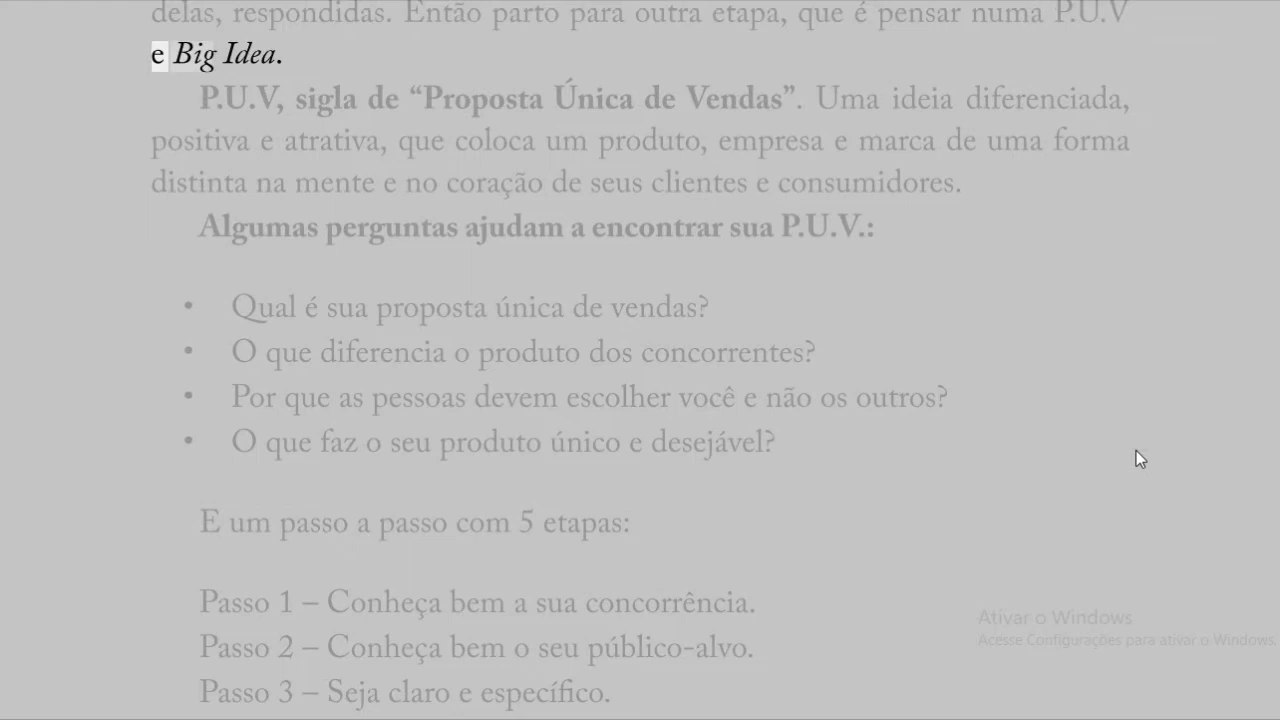 delas, respondidas. Então parto para outra etapa, que é pensar numa P.U.V
e Big Idea.
P.U.V, sigla de “Proposta Única de Vendas”. Uma ideia diferenciada,
positiva e atrativa, que coloca um produto, empresa e marca de uma forma
distinta na mente e no coração de seus clientes e consumidores.
Algumas perguntas ajudam a encontrar sua P.U.V.:
• Qual é sua proposta única de vendas?
• O que diferencia o produto dos concorrentes?
• Por que as pessoas devem escolher você e não os outros?
• O que faz o seu produto único e desejável?
E um passo a passo com 5 etapas:
Passo 1 – Conheça bem a sua concorrência.
Passo 2 – Conheça bem o seu público-alvo.
Passo 3 – Seja claro e específico.
Ativar o Windows
Acesse Configurações para ativar o Windows.